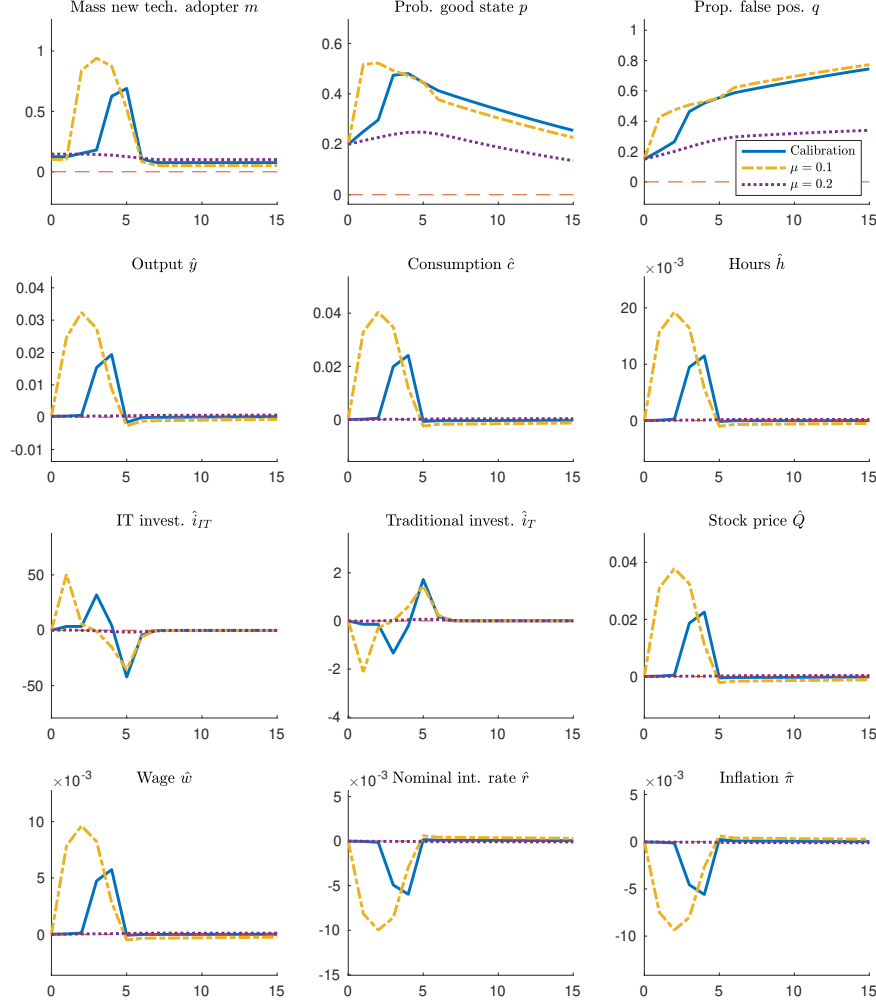 Mass new tech. adopter m
Prob. good state p
Prop. false pos. q
1
0.5
0
0 5 10 15
0.6
0.4
0.2
0
0 5 10 15
1
0.8
0.6
0.4
0.2
0
0 5 10 15
Calibration
μ = 0.1
μ = 0.2
Output ŷ
Consumption ĉ
Hours ĥ
0.04
0.03
0.02
0.01
0
-0.01
0 5 10 15
0.04
0.02
0
0 5 10 15
×10⁻³
20
10
0
0 5 10 15
IT invest. î_IT
Traditional invest. î_T
Stock price Q̂
50
0
-50
0 5 10 15
2
0
-2
-4
0 5 10 15
0.04
0.02
0
0 5 10 15
Wage ŵ
Nominal int. rate r̂
Inflation π̂
×10⁻³
10
5
0
0 5 10 15
×10⁻³
5
0
-5
-10
-15
0 5 10 15
×10⁻³
5
0
-5
-10
0 5 10 15